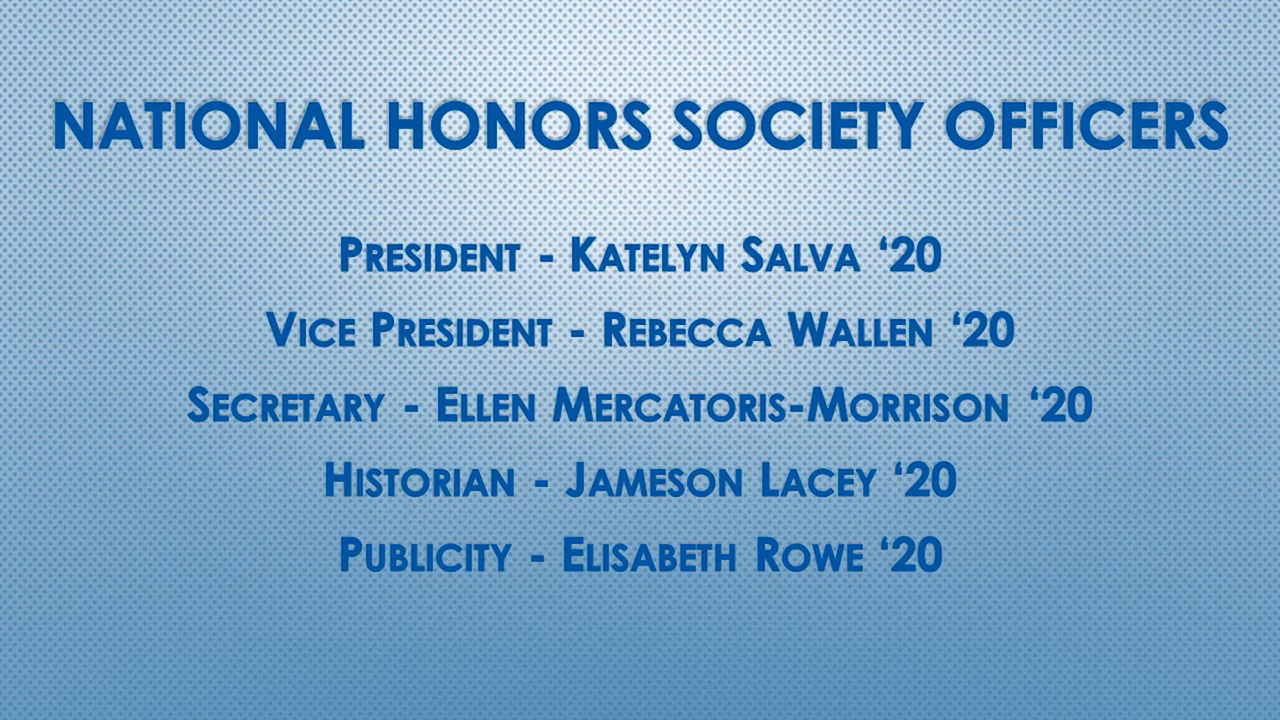 NATIONAL HONORS SOCIETY OFFICERS
PRESIDENT - KATELYN SALVA ‘20
VICE PRESIDENT - REBECCA WALLEN ‘20
SECRETARY - ELLEN MERCATORIS-MORRISON ‘20
HISTORIAN - JAMESON LACEY ‘20
PUBLICITY - ELISABETH ROWE ‘20